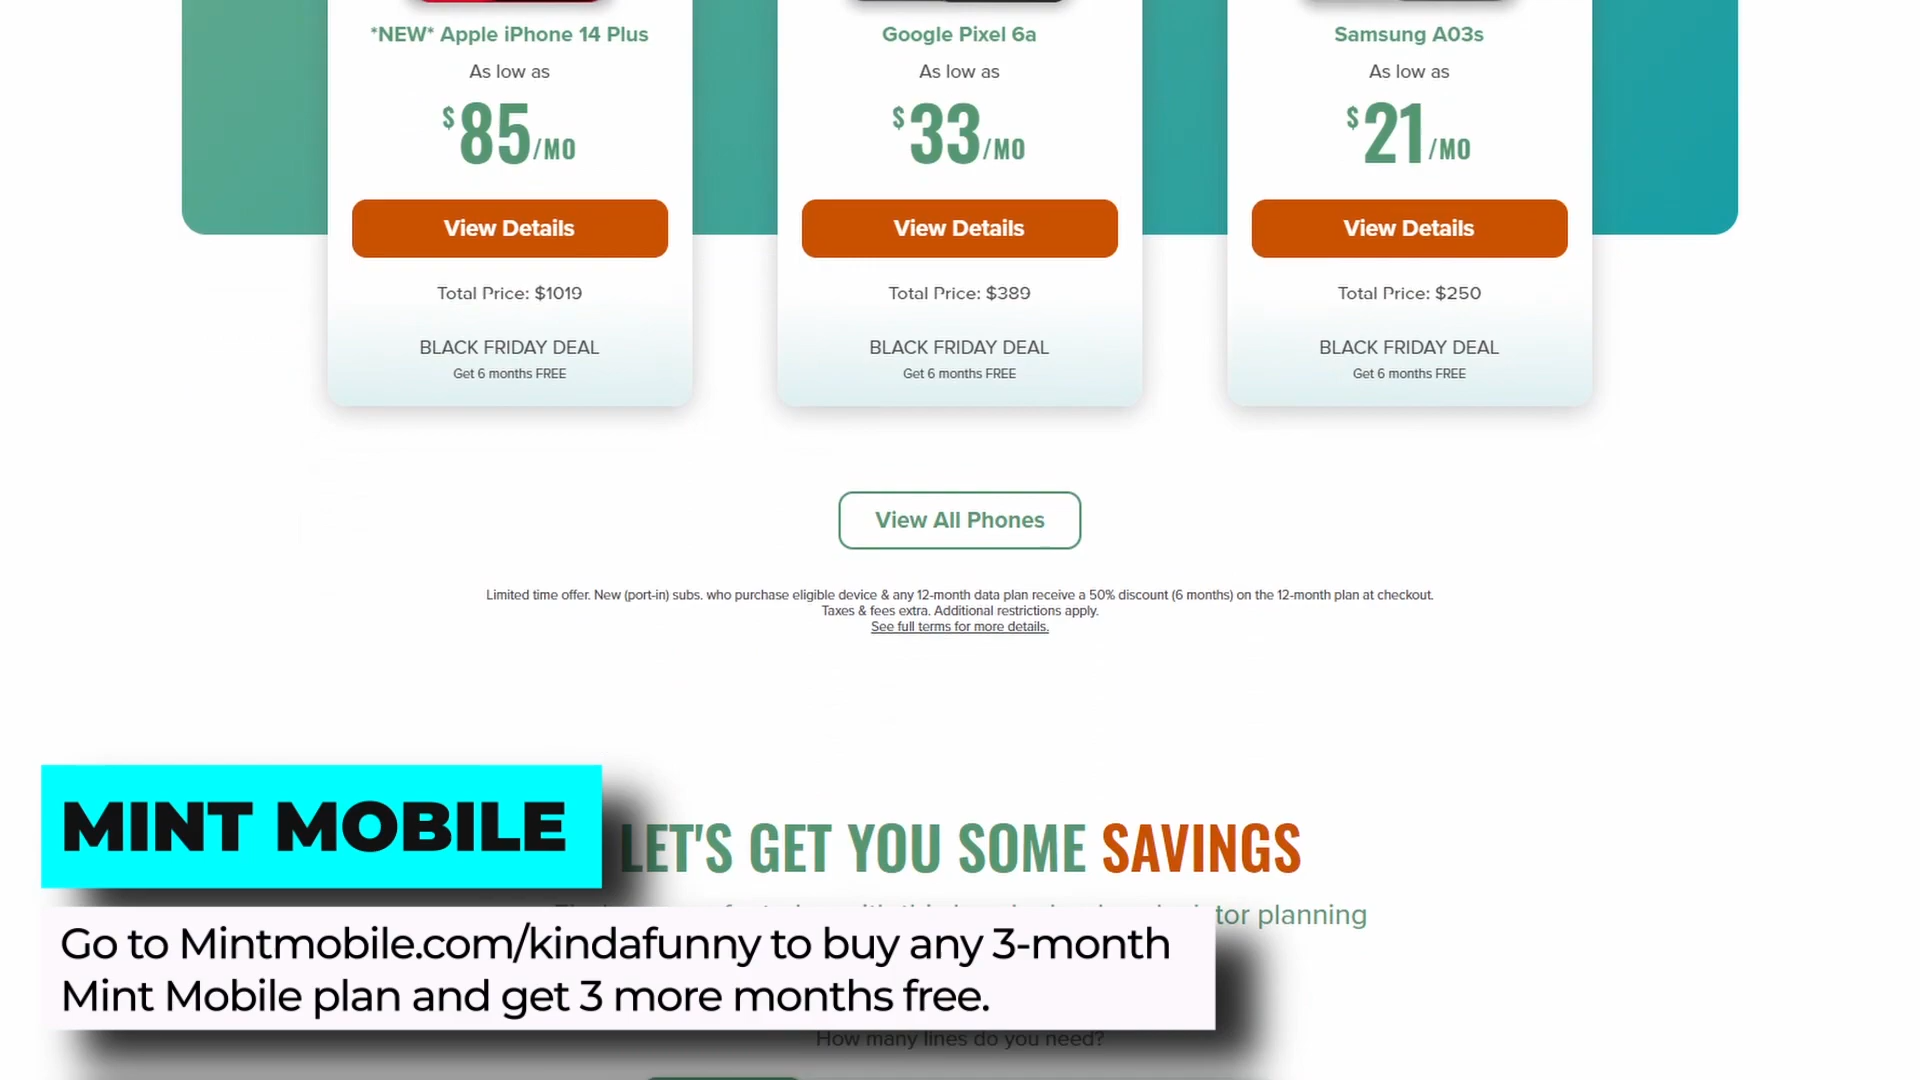 *NEW* Apple iPhone 14 Plus
As low as
$85/MO
View Details
Total Price: $1019
BLACK FRIDAY DEAL
Get 6 months FREE
Google Pixel 6a
As low as
$33/MO
View Details
Total Price: $389
BLACK FRIDAY DEAL
Get 6 months FREE
Samsung A03s
As low as
$21/MO
View Details
Total Price: $250
BLACK FRIDAY DEAL
Get 6 months FREE
View All Phones
Limited time offer. New (port-in) subs. who purchase eligible device & any 12-month data plan receive a 50% discount (6 months) on the 12-month plan at checkout.
Taxes & fees extra. Additional restrictions apply.
See full terms for more details.
MINT MOBILE
LET'S GET YOU SOME SAVINGS
planning
Go to Mintmobile.com/kindafunny to buy any 3-month
Mint Mobile plan and get 3 more months free.
How many lines do you need?